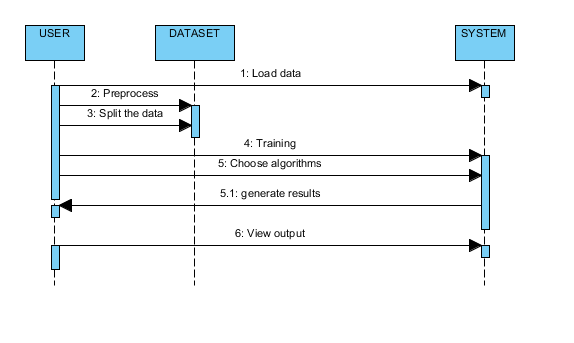 USER
DATASET
SYSTEM
1: Load data
2: Preprocess
3: Split the data
4: Training
5: Choose algorithms
5.1: generate results
6: View output